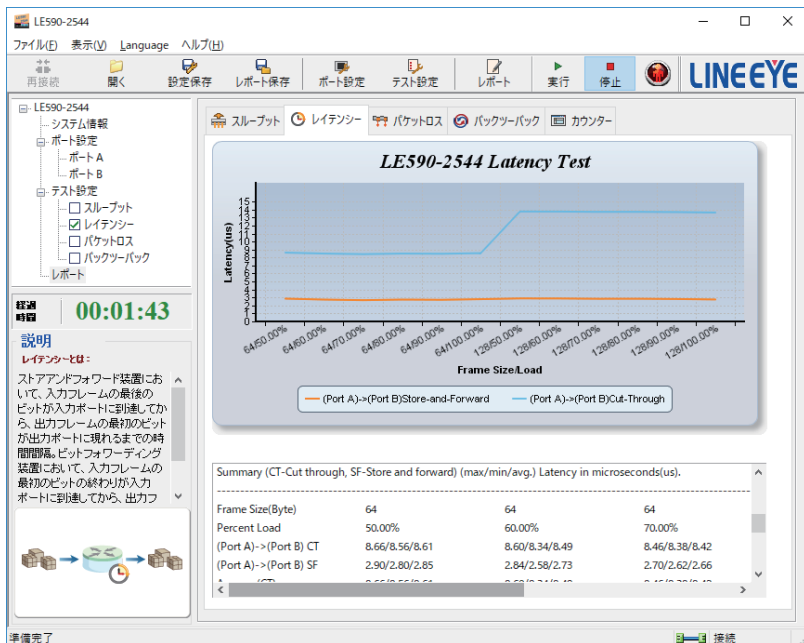 LE590-2544
ファイル(F) 表示(V) Language ヘルプ(H)
再接続 開く 設定保存 レポート保存 ポート設定 テスト設定 レポート 実行 停止 LINEEYE
LE590-2544
システム情報
ポート設定
ポート A
ポート B
テスト設定
スループット
レイテンシー
パケットロス
バックツーバック
レポート
経過時間 00:01:43
説明
レイテンシーとは:
ストアアンドフォワード装置にお
いて、入力フレームの最後の
ビットが入力ポートに到達してか
ら、出力フレームの最初のビット
が出力ポートに現れるまでの時
間間隔。ビットフォワーディング
装置において、入力フレームの
最初のビットの終わりが入力
ポートに到達してから、出力フ
スループット レイテンシー パケットロス バックツーバック カウンター
LE590-2544 Latency Test
Latency(us)
15
14
13
12
11
10
9
8
7
6
5
4
3
2
1
0
64/50.00% 64/60.00% 64/70.00% 64/80.00% 64/90.00% 64/100.00% 128/50.00% 128/60.00% 128/70.00% 128/80.00% 128/90.00% 128/100.00%
Frame Size/Load
(Port A)->(Port B)Store-and-Forward (Port A)->(Port B)Cut-Through
Summary (CT-Cut through, SF-Store and forward) (max/min/avg.) Latency in microseconds(us).
Frame Size(Byte) 64 64 64
Percent Load 50.00% 60.00% 70.00%
(Port A)->(Port B) CT 8.66/8.56/8.61 8.60/8.34/8.49 8.46/8.38/8.42
(Port A)->(Port B) SF 2.90/2.80/2.85 2.84/2.58/2.73 2.70/2.62/2.66
準備完了 接続